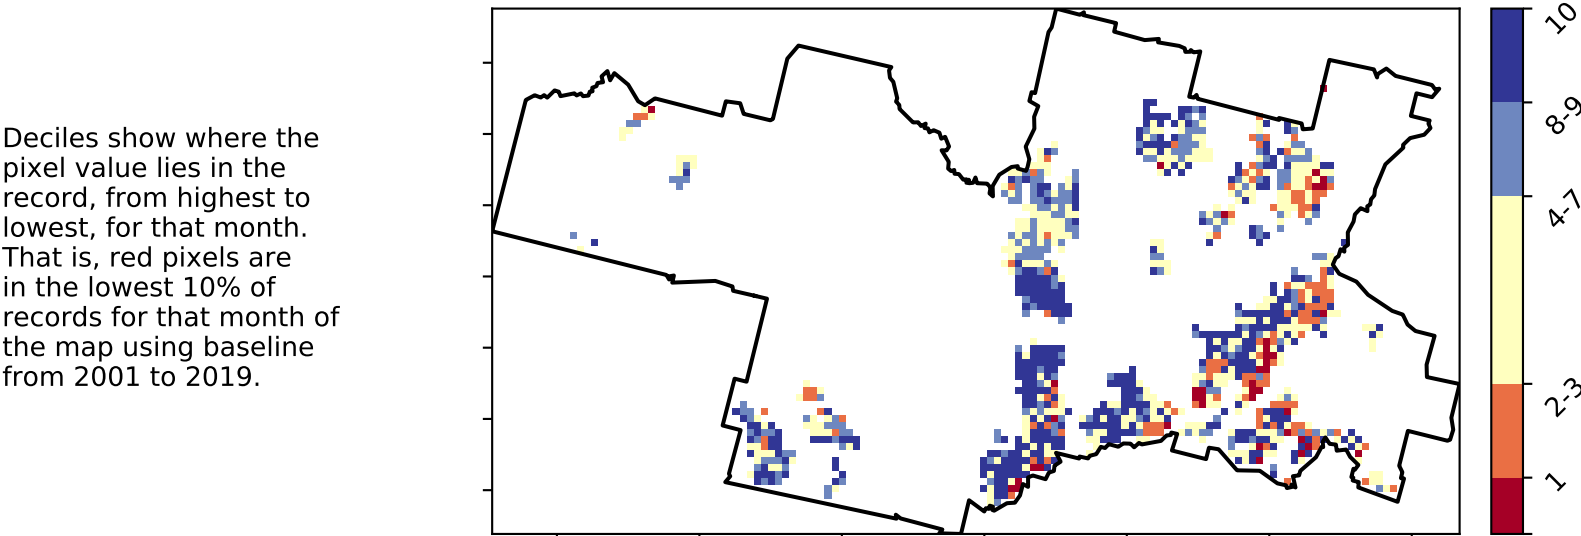 Deciles show where the
pixel value lies in the
record, from highest to
lowest, for that month.
That is, red pixels are
in the lowest 10% of
records for that month of
the map using baseline
from 2001 to 2019.
10
8-9
4-7
2-3
1